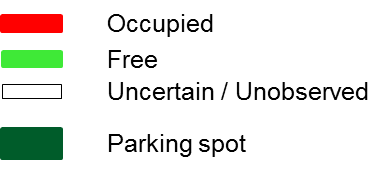 Occupied
Free
Uncertain / Unobserved
Parking spot